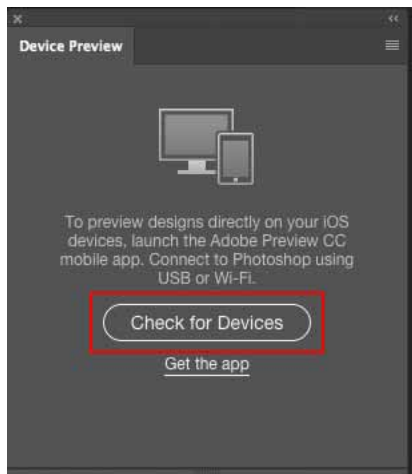 Device Preview
To preview designs directly on your iOS
devices, launch the Adobe Preview CC
mobile app. Connect to Photoshop using
USB or Wi-Fi.
Check for Devices
Get the app